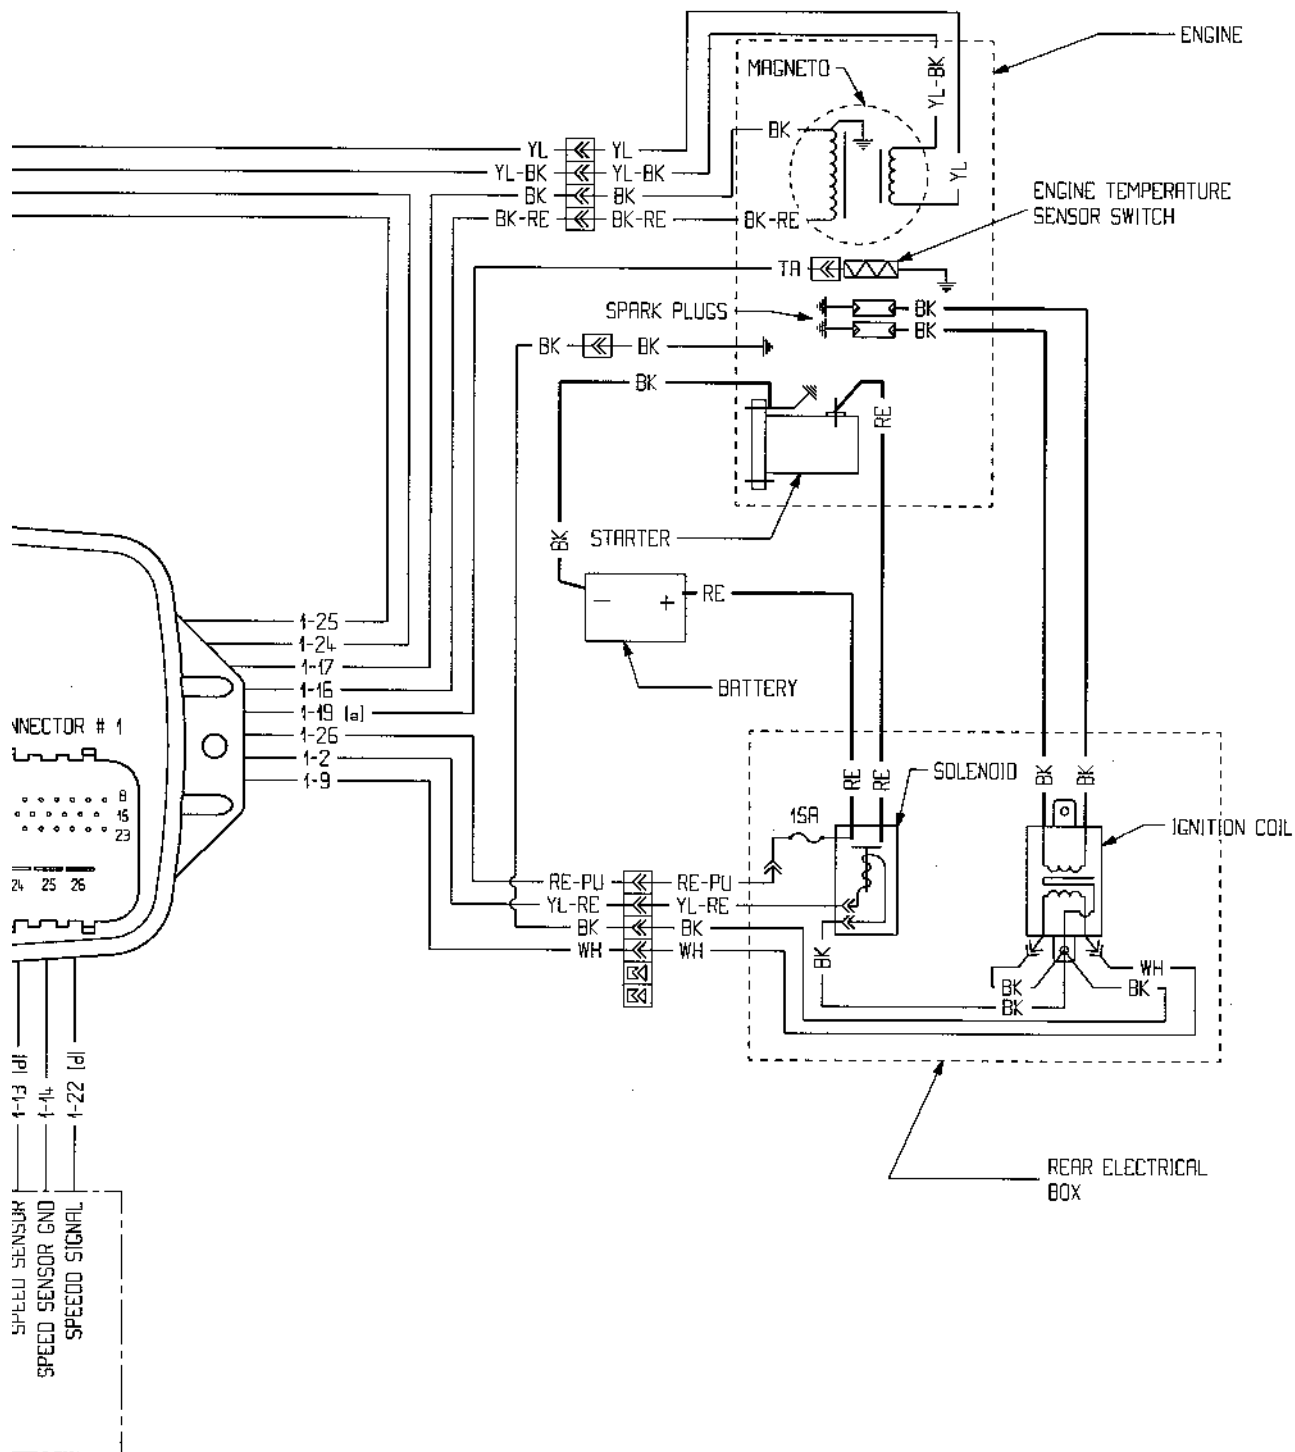 ENGINE
MAGNETO
YL-BK
BK
YL
YL YL
YL-BK YL-BK
BK BK
BK-RE BK-RE BK-RE
ENGINE TEMPERATURE
SENSOR SWITCH
TA
SPARK PLUGS
BK
BK
BK BK
BK
RE
BK
STARTER
- + RE
BATTERY
1-25
1-24
1-17
1-16
1-19 (a)
1-26
1-2
1-9
NNECTOR # 1
8
15
23
24 25 26
RE RE
SOLENOID
BK BK
15A
IGNITION COIL
RE-PU RE-PU
YL-RE YL-RE
BK BK
WH WH
BK
WH
BK BK
BK
1-13 (P)
1-14
1-22 (P)
REAR ELECTRICAL
BOX
SPEED SENSOR
SPEED SENSOR GND
SPEEDO SIGNAL